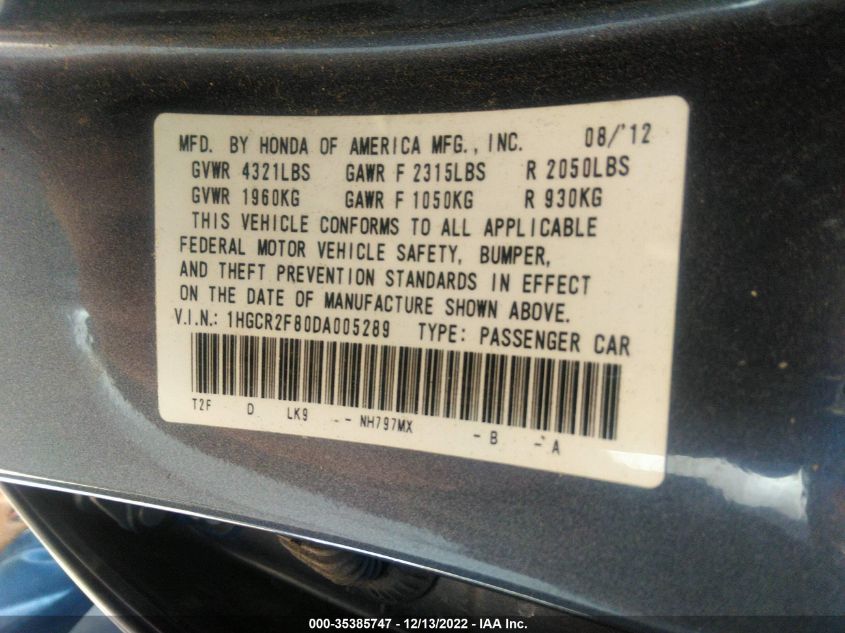 MFD. BY HONDA OF AMERICA MFG., INC. 08/'12
GVWR 4321LBS GAWR F 2315LBS R 2050LBS
GVWR 1960KG GAWR F 1050KG R 930KG
THIS VEHICLE CONFORMS TO ALL APPLICABLE
FEDERAL MOTOR VEHICLE SAFETY, BUMPER,
AND THEFT PREVENTION STANDARDS IN EFFECT
ON THE DATE OF MANUFACTURE SHOWN ABOVE.
V.I.N.: 1HGCR2F80DA005289 TYPE: PASSENGER CAR
T2F D LK9 -- NH797MX -B -A
000-35385747 - 12/13/2022 - IAA Inc.